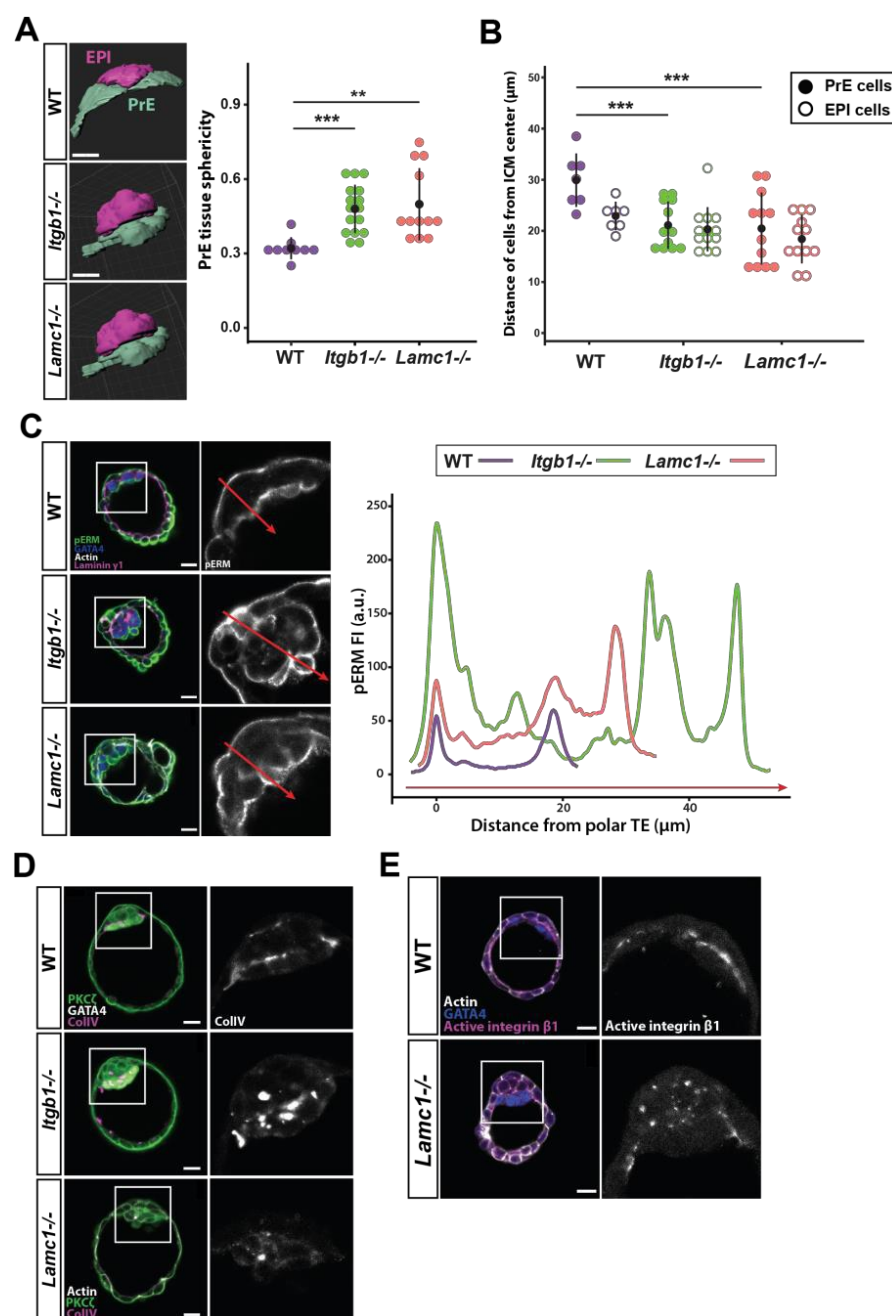 A
WT
EPI
PrE
Itgb1-/-
Lamc1-/-
PrE tissue sphericity
0.9
0.6
0.3
0.0
**
***
WT Itgb1-/- Lamc1-/-
B
Distance of cells from ICM center (μm)
50
40
30
20
10
0
***
***
PrE cells
EPI cells
WT Itgb1-/- Lamc1-/-
C
WT
pERM
GATA4
Actin
Laminin γ1
pERM
Itgb1-/-
Lamc1-/-
WT Itgb1-/- Lamc1-/-
pERM FI (a.u.)
250
200
150
100
50
0
0 20 40
Distance from polar TE (μm)
D
WT
PKCζ
GATA4
ColIV
ColIV
Itgb1-/-
Lamc1-/-
Actin
PKCζ
ColIV
E
WT
Actin
GATA4
Active integrin β1
Active integrin β1
Lamc1-/-